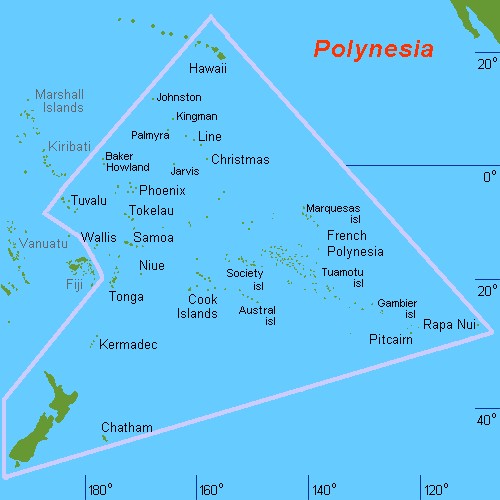 Polynesia
20°
Hawaii
Marshall
Islands
Johnston
Kingman
Palmyra
Line
Kiribati
Baker
Howland
Christmas
Jarvis
0°
Phoenix
Tuvalu
Tokelau
Marquesas
isl
Wallis
Samoa
French
Polynesia
Vanuatu
Niue
Society
isl
Tuamotu
isl
Fiji
20°
Tonga
Cook
Islands
Austral
isl
Gambier
isl
Rapa Nui
Pitcairn
Kermadec
40°
Chatham
180°
160°
140°
120°